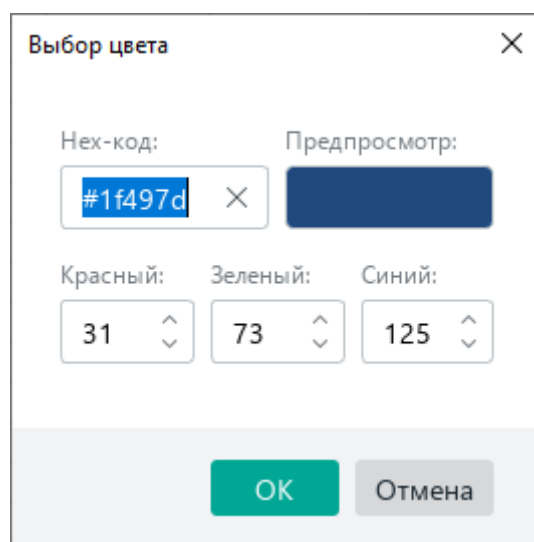 Выбор цвета
Hex-код: Предпросмотр:
#1f497d
Красный: Зеленый: Синий:
31 73 125
OK Отмена